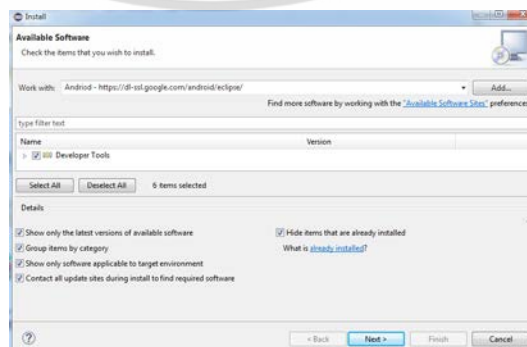 Install
Available Software
Check the items that you wish to install.
Work with: Andriod - https://dl-ssl.google.com/android/eclipse/
Add...
Find more software by working with the "Available Software Sites" preferences
type filter text
Name Version
Developer Tools
Select All Deselect All 6 items selected
Details
Show only the latest versions of available software Hide items that are already installed
Group items by category What is already installed?
Show only software applicable to target environment
Contact all update sites during install to find required software
< Back Next > Finish Cancel